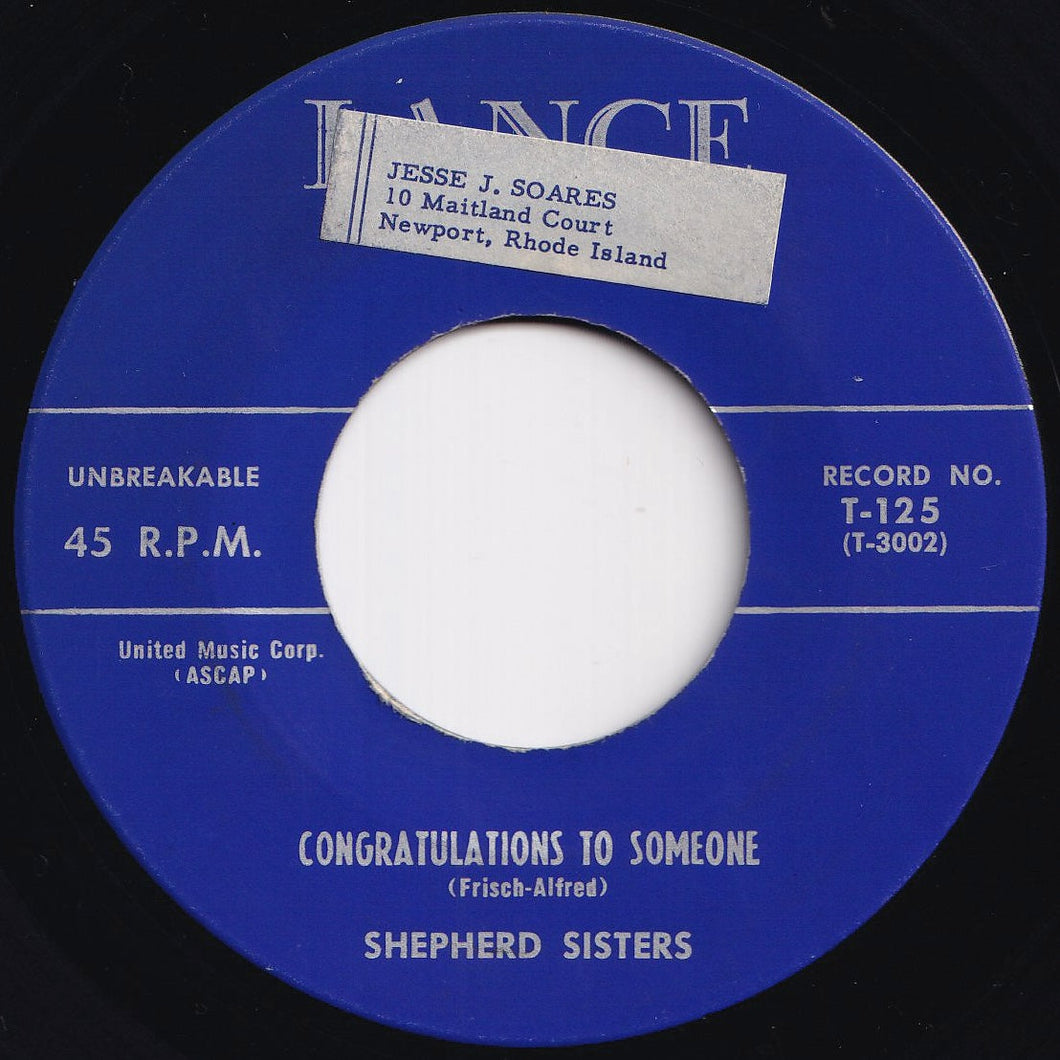 LANCE
JESSE J. SOARES
10 Maitland Court
Newport, Rhode Island
UNBREAKABLE
45 R.P.M.
RECORD NO.
T-125
(T-3002)
United Music Corp.
(ASCAP)
CONGRATULATIONS TO SOMEONE
(Frisch-Alfred)
SHEPHERD SISTERS